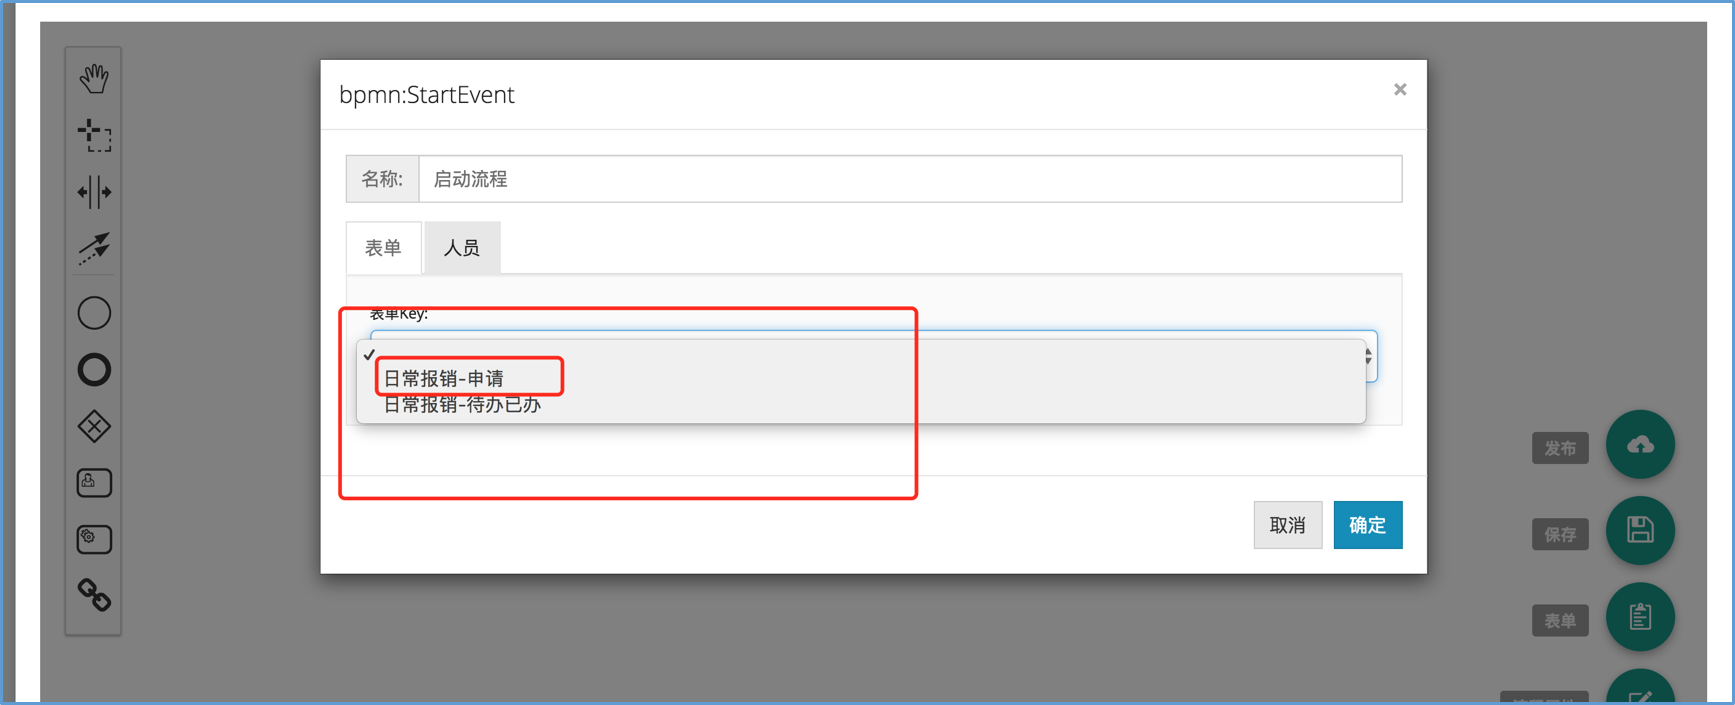 bpmn:StartEvent
×
名称:
启动流程
表单
人员
表单Key:
✓
日常报销-申请
日常报销-待办已办
取消
确定
发布
保存
表单